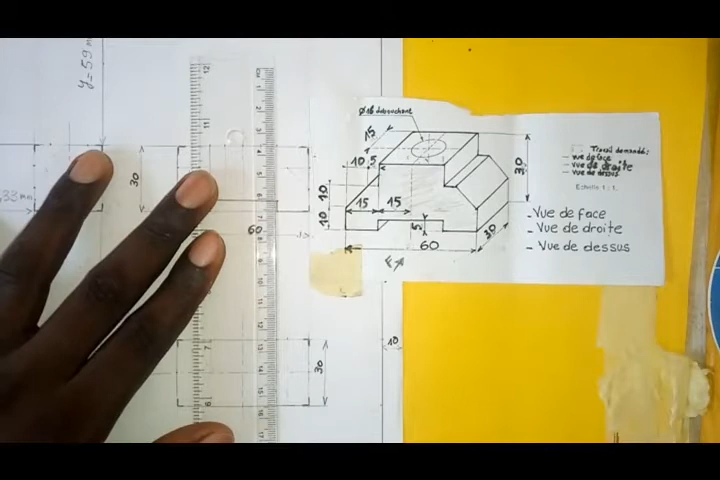 y=59
,33 mm
30
60
30
10
Ø16 débouchant
15
10,5
10
10
15
15
5
60
30
30
F
Travail demandé:
- vue de face
- vue de droite
- vue de dessus
Echelle 1:1.
- Vue de face
- Vue de droite
- Vue de dessus